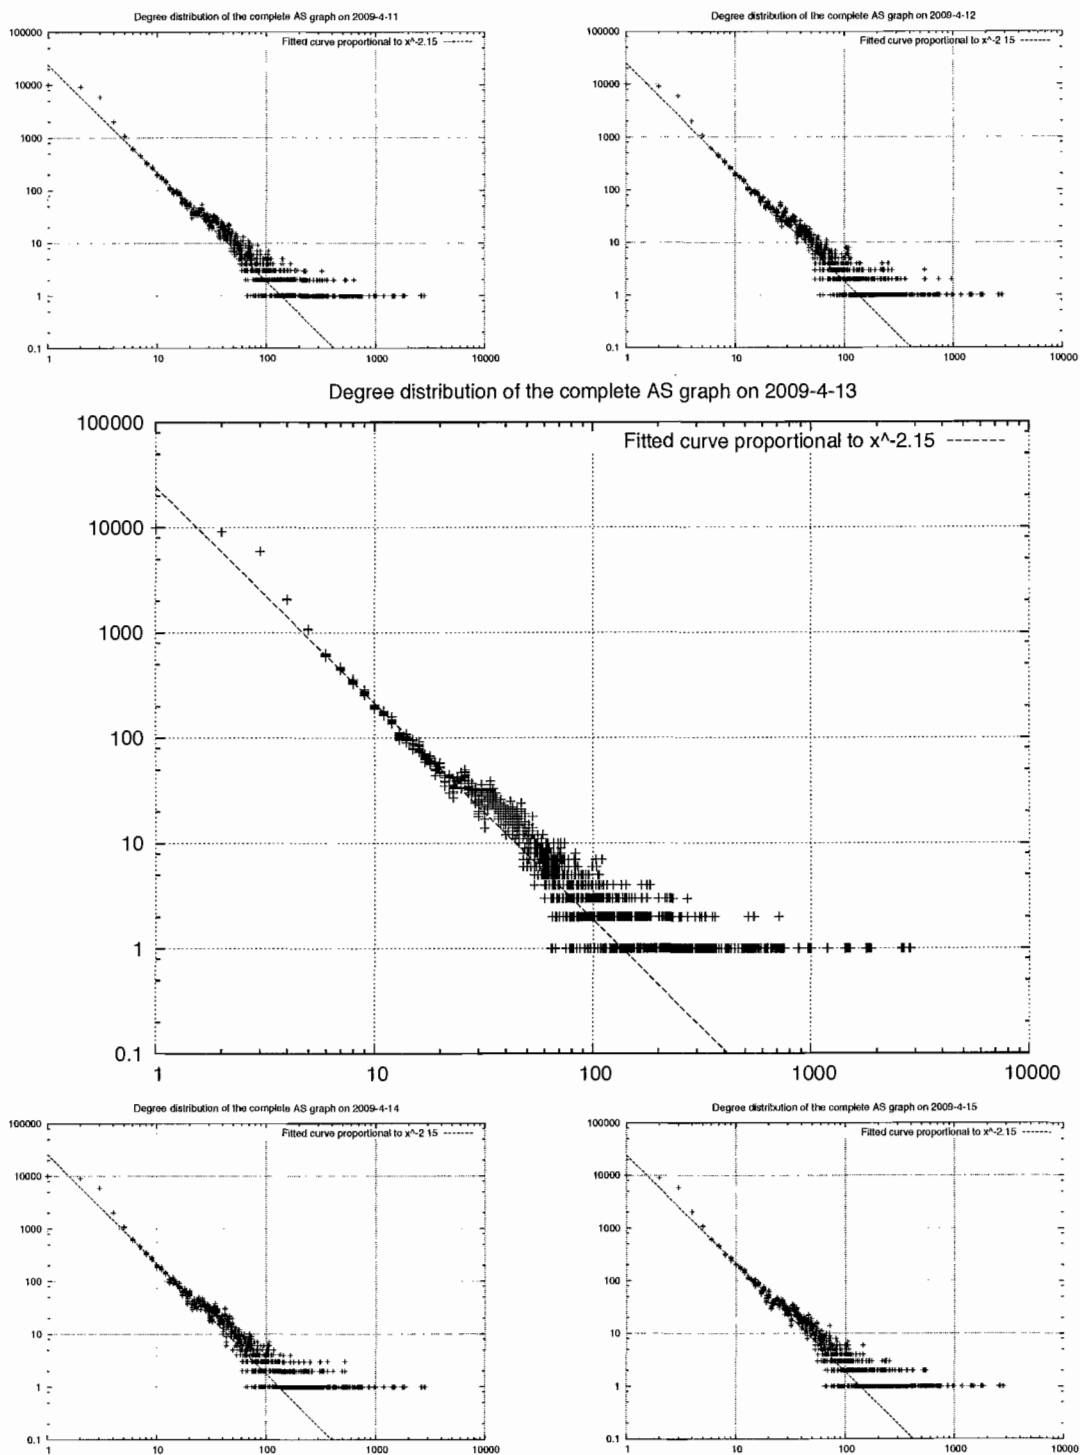 Degree distribution of the complete AS graph on 2009-4-11
Fitted curve proportional to x^-2.15
100000
10000
1000
100
10
1
0.1
1 10 100 1000 10000
Degree distribution of the complete AS graph on 2009-4-12
Fitted curve proportional to x^-2 15
100000
10000
1000
100
10
1
0.1
1 10 100 1000 10000
Degree distribution of the complete AS graph on 2009-4-13
Fitted curve proportional to x^-2.15
100000
10000
1000
100
10
1
0.1
1 10 100 1000 10000
Degree distribution of the complete AS graph on 2009-4-14
Fitted curve proportional to x^-2 15
100000
10000
1000
100
10
1
0.1
1 10 100 1000 10000
Degree distribution of the complete AS graph on 2009-4-15
Fitted curve proportional to x^-2.15
100000
10000
1000
100
10
1
0.1
1 10 100 1000 10000